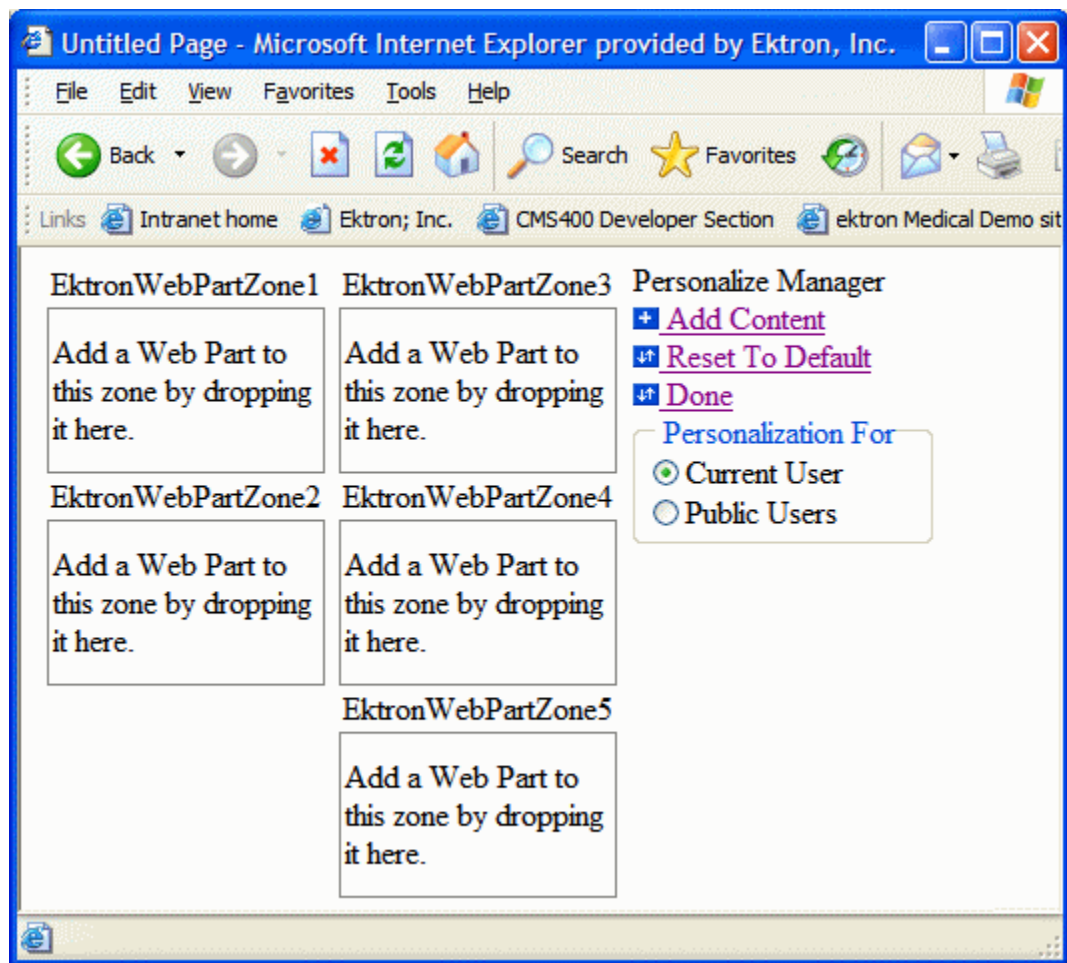 Untitled Page - Microsoft Internet Explorer provided by Ektron, Inc.
File Edit View Favorites Tools Help
Back Search Favorites
Links Intranet home Ektron; Inc. CMS400 Developer Section ektron Medical Demo sit
EktronWebPartZone1
Add a Web Part to
this zone by dropping
it here.
EktronWebPartZone2
Add a Web Part to
this zone by dropping
it here.
EktronWebPartZone3
Add a Web Part to
this zone by dropping
it here.
EktronWebPartZone4
Add a Web Part to
this zone by dropping
it here.
EktronWebPartZone5
Add a Web Part to
this zone by dropping
it here.
Personalize Manager
Add Content
Reset To Default
Done
Personalization For
Current User
Public Users